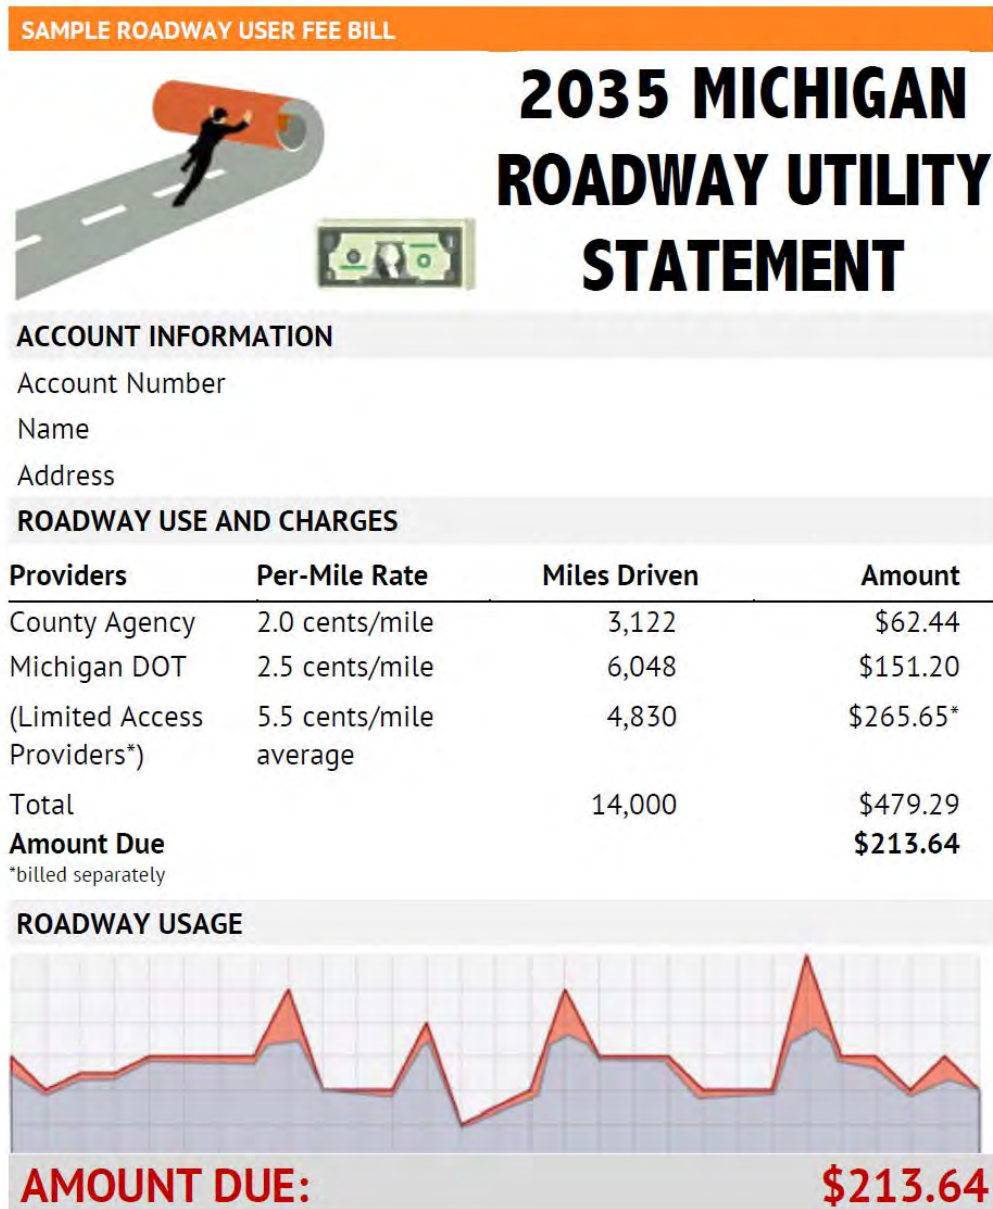 SAMPLE ROADWAY USER FEE BILL
2035 MICHIGAN
ROADWAY UTILITY
STATEMENT
ACCOUNT INFORMATION
Account Number
Name
Address
ROADWAY USE AND CHARGES
Providers Per-Mile Rate Miles Driven Amount
County Agency 2.0 cents/mile 3,122 $62.44
Michigan DOT 2.5 cents/mile 6,048 $151.20
(Limited Access 5.5 cents/mile 4,830 $265.65*
Providers*) average
Total 14,000 $479.29
Amount Due $213.64
*billed separately
ROADWAY USAGE
AMOUNT DUE: $213.64